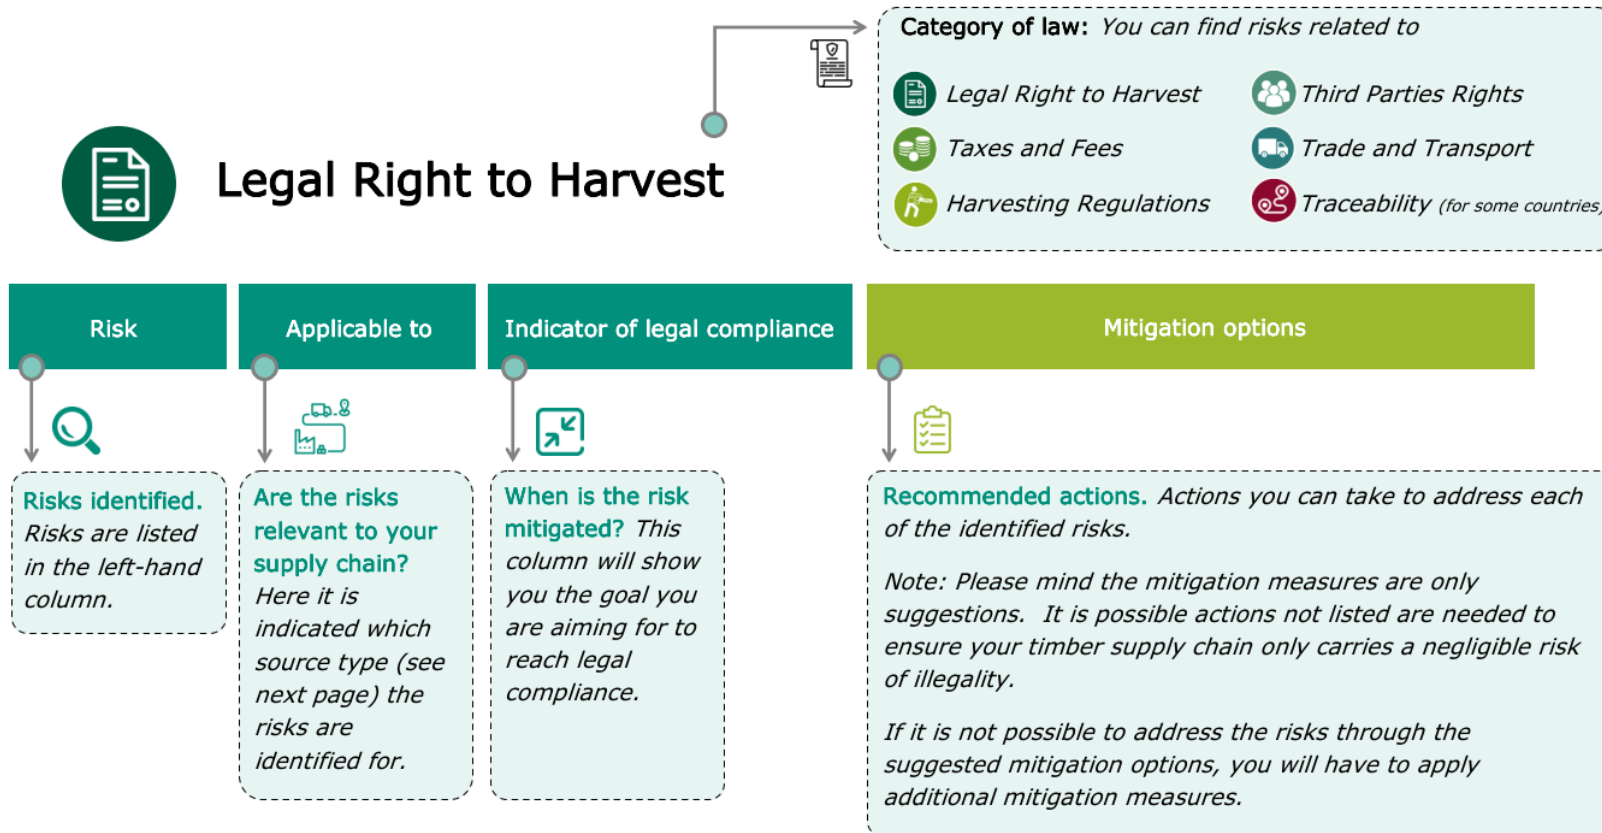 Category of law: You can find risks related to
Legal Right to Harvest
Third Parties Rights
Taxes and Fees
Trade and Transport
Harvesting Regulations
Traceability (for some countries)
Legal Right to Harvest
Risk
Applicable to
Indicator of legal compliance
Mitigation options
Risks identified.
Risks are listed
in the left-hand
column.
Are the risks
relevant to your
supply chain?
Here it is
indicated which
source type (see
next page) the
risks are
identified for.
When is the risk
mitigated? This
column will show
you the goal you
are aiming for to
reach legal
compliance.
Recommended actions. Actions you can take to address each
of the identified risks.
Note: Please mind the mitigation measures are only
suggestions.  It is possible actions not listed are needed to
ensure your timber supply chain only carries a negligible risk
of illegality.
If it is not possible to address the risks through the
suggested mitigation options, you will have to apply
additional mitigation measures.